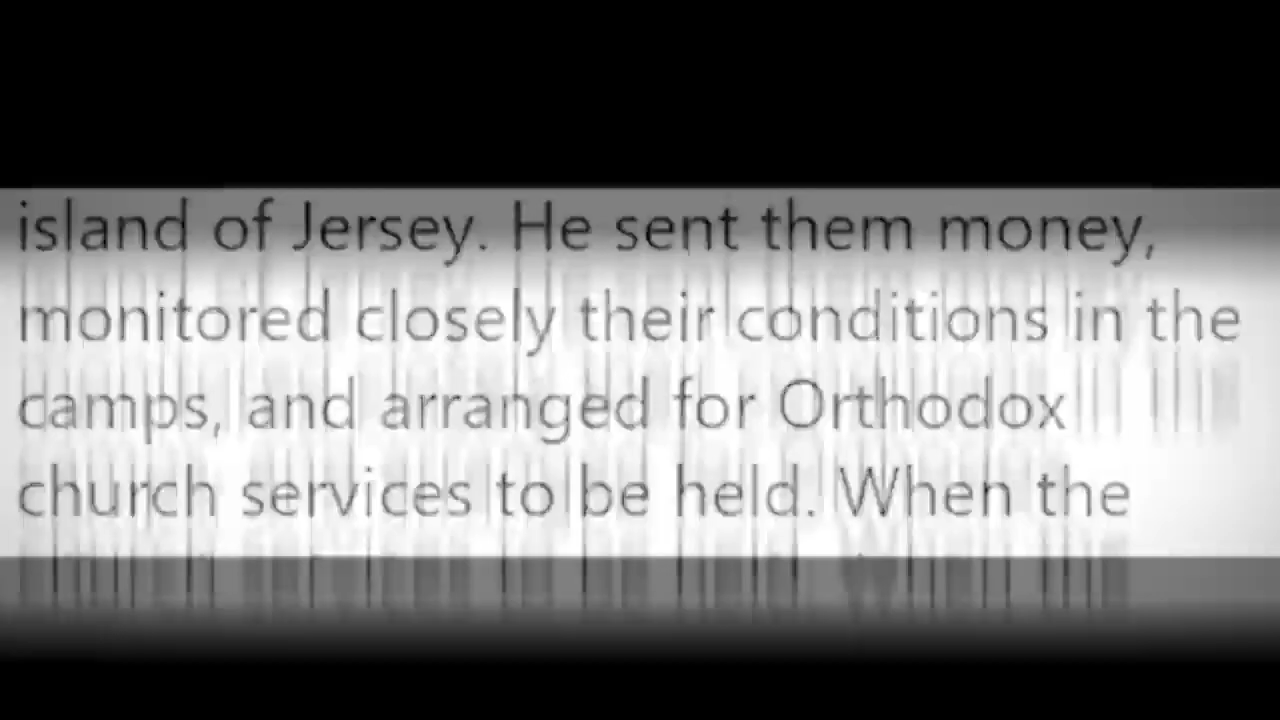 island of Jersey. He sent them money,
monitored closely their conditions in the
camps, and arranged for Orthodox
church services to be held. When the